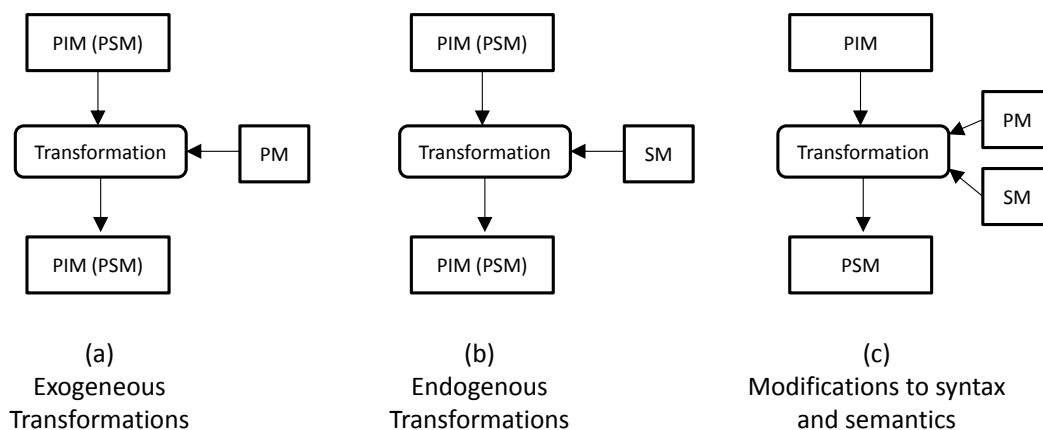 PIM (PSM)
Transformation
PM
PIM (PSM)
(a)
Exogeneous
Transformations
PIM (PSM)
Transformation
SM
PIM (PSM)
(b)
Endogenous
Transformations
PIM
PM
Transformation
SM
PSM
(c)
Modifications to syntax
and semantics